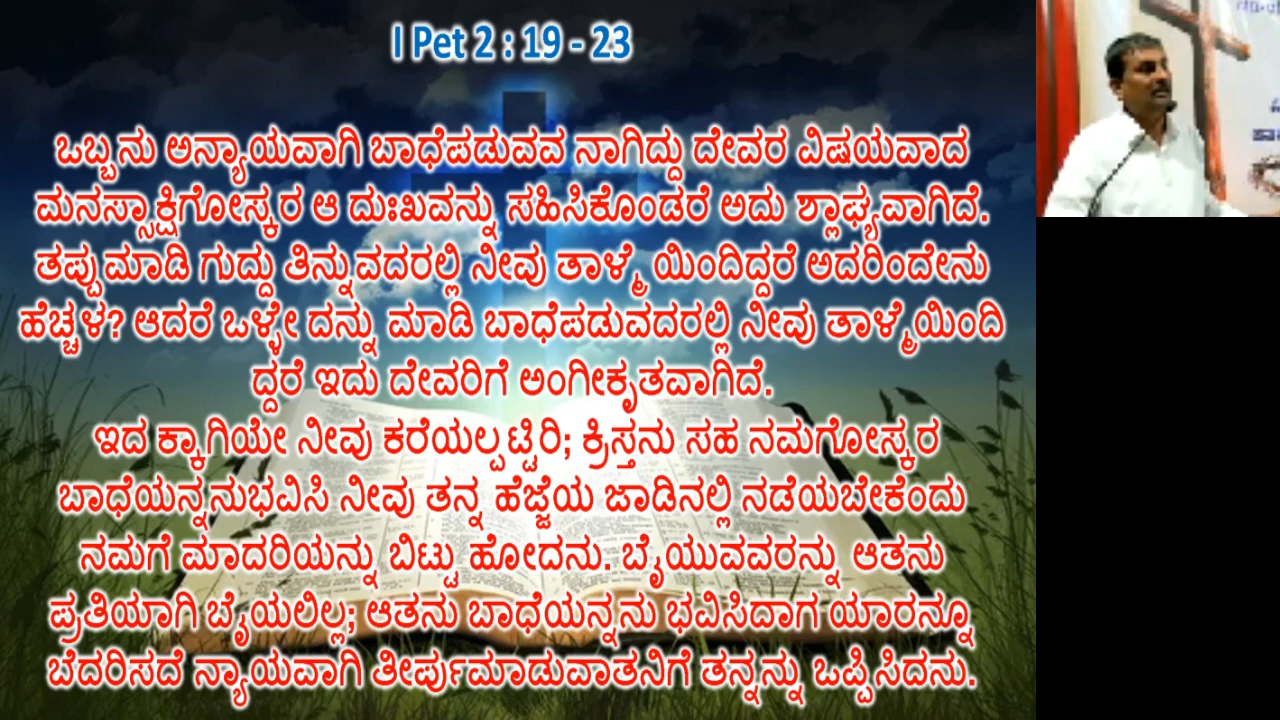 I Pet 2 : 19 - 23
ಒಬ್ಬನು ಅನ್ಯಾಯವಾಗಿ ಬಾಧೆಪಡುವವ ನಾಗಿದ್ದು ದೇವರ ವಿಷಯವಾದ
ಮನಸ್ಸಾಕ್ಷಿಗೋಸ್ಕರ ಆ ದುಃಖವನ್ನು ಸಹಿಸಿಕೊಂಡರೆ ಅದು ಶ್ಲಾಘ್ಯವಾಗಿದೆ.
ತಪ್ಪುಮಾಡಿ ಗುದ್ದು ತಿನ್ನುವದರಲ್ಲಿ ನೀವು ತಾಳ್ಮೆ ಯಿಂದಿದ್ದರೆ ಅದರಿಂದೇನು
ಹೆಚ್ಚಳ? ಆದರೆ ಒಳ್ಳೇ ದನ್ನು ಮಾಡಿ ಬಾಧೆಪಡುವದರಲ್ಲಿ ನೀವು ತಾಳ್ಮೆಯಿಂದಿ
ದ್ದರೆ ಇದು ದೇವರಿಗೆ ಅಂಗೀಕೃತವಾಗಿದೆ.
ಇದ ಕ್ಕಾಗಿಯೇ ನೀವು ಕರೆಯಲ್ಪಟ್ಟಿರಿ; ಕ್ರಿಸ್ತನು ಸಹ ನಮಗೋಸ್ಕರ
ಬಾಧೆಯನ್ನನುಭವಿಸಿ ನೀವು ತನ್ನ ಹೆಜ್ಜೆಯ ಜಾಡಿನಲ್ಲಿ ನಡೆಯಬೇಕೆಂದು
ನಮಗೆ ಮಾದರಿಯನ್ನು ಬಿಟ್ಟು ಹೋದನು. ಬೈಯುವವರನ್ನು ಆತನು
ಪ್ರತಿಯಾಗಿ ಬೈಯಲಿಲ್ಲ; ಆತನು ಬಾಧೆಯನ್ನನು ಭವಿಸಿದಾಗ ಯಾರನ್ನೂ
ಬೆದರಿಸದೆ ನ್ಯಾಯವಾಗಿ ತೀರ್ಪುಮಾಡುವಾತನಿಗೆ ತನ್ನನ್ನು ಒಪ್ಪಿಸಿದನು.